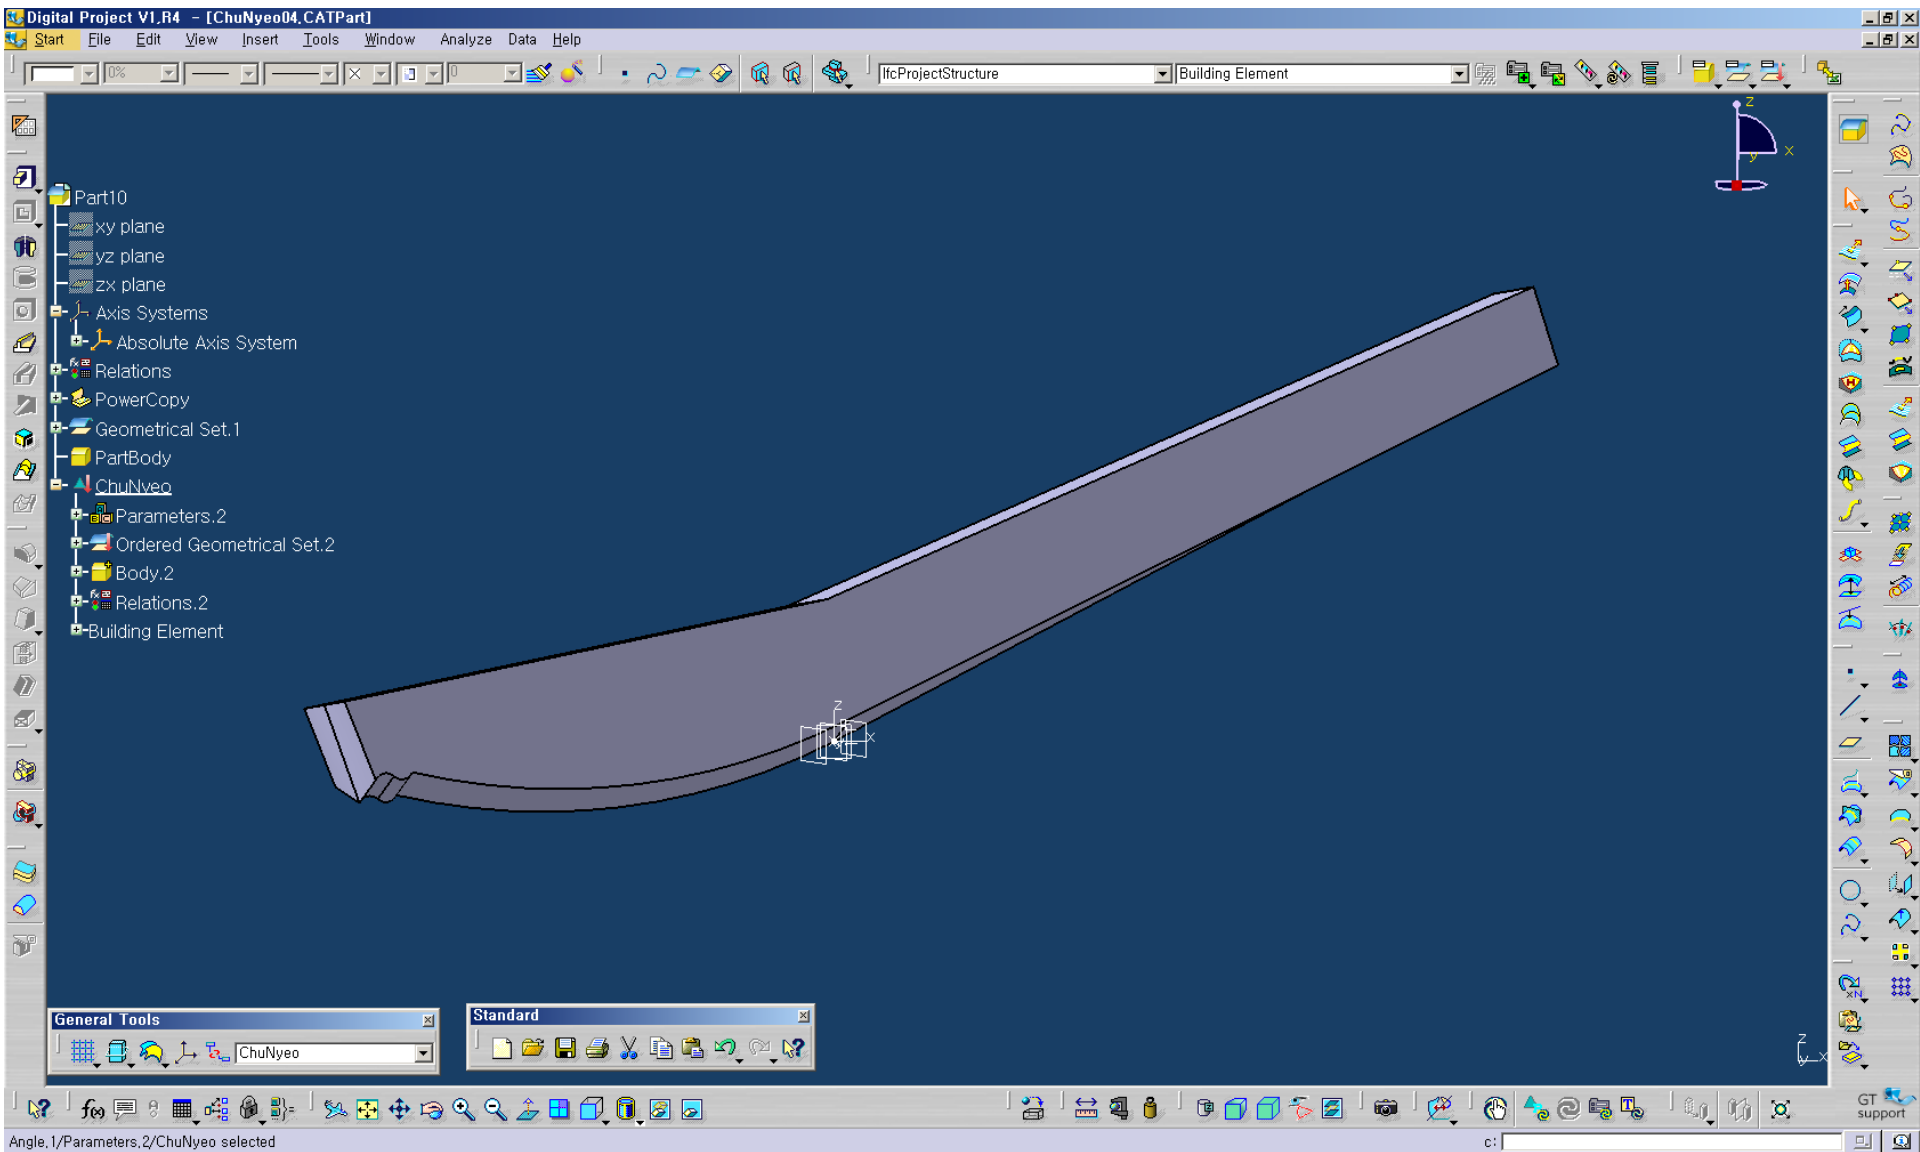 Digital Project V1,R4 - [ChuNyeo04.CATPart]
Start File Edit View Insert Tools Window Analyze Data Help
0% 0 IfcProjectStructure Building Element
z
x
y
Part10
xy plane
yz plane
zx plane
Axis Systems
Absolute Axis System
Relations
PowerCopy
Geometrical Set.1
PartBody
ChuNyeo
Parameters.2
Ordered Geometrical Set.2
Body.2
Relations.2
Building Element
z
x
General Tools
ChuNyeo
Standard
z
y x
GT support
Angle.1/Parameters.2/ChuNyeo selected
c: